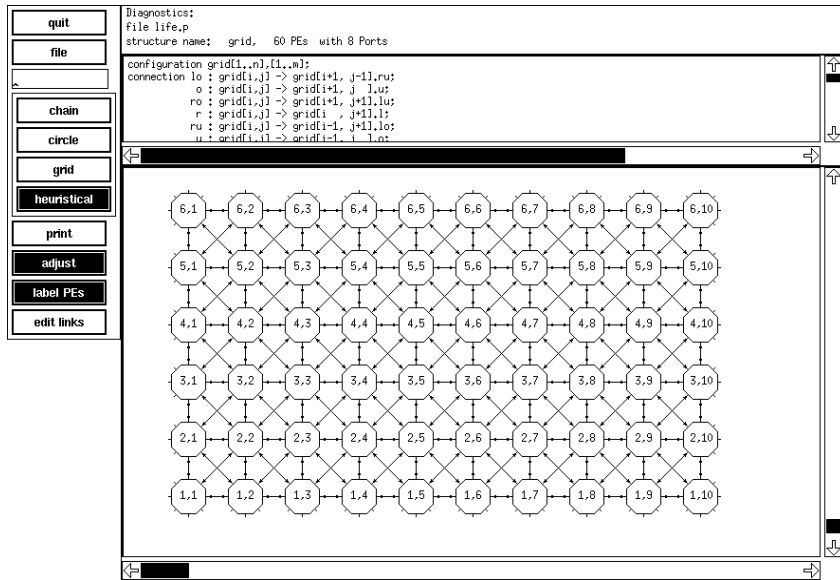 quit
file
^
chain
circle
grid
heuristical
print
adjust
label PEs
edit links
Diagnostics:
file life.p
structure name:  grid,  60 PEs  with 8 Ports
configuration grid[1..n],[1..m];
connection lo : grid[i,j] -> grid[i+1, j-1].ru;
o : grid[i,j] -> grid[i+1, j  ].u;
ro : grid[i,j] -> grid[i+1, j+1].lu;
r : grid[i,j] -> grid[i  , j+1].l;
ru : grid[i,j] -> grid[i-1, j+1].lo;
u : grid[i,j] -> grid[i-1, j  ].o;
6,1 6,2 6,3 6,4 6,5 6,6 6,7 6,8 6,9 6,10
5,1 5,2 5,3 5,4 5,5 5,6 5,7 5,8 5,9 5,10
4,1 4,2 4,3 4,4 4,5 4,6 4,7 4,8 4,9 4,10
3,1 3,2 3,3 3,4 3,5 3,6 3,7 3,8 3,9 3,10
2,1 2,2 2,3 2,4 2,5 2,6 2,7 2,8 2,9 2,10
1,1 1,2 1,3 1,4 1,5 1,6 1,7 1,8 1,9 1,10